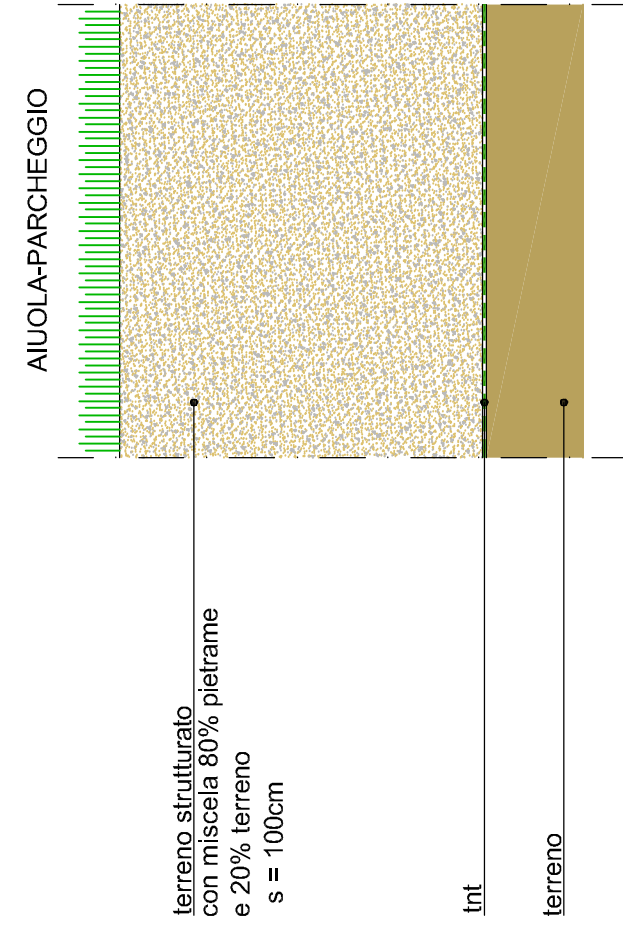 AIUOLA-PARCHEGGIO
terreno strutturato
con miscela 80% pietrame
e 20% terreno
s = 100cm
tnt
terreno